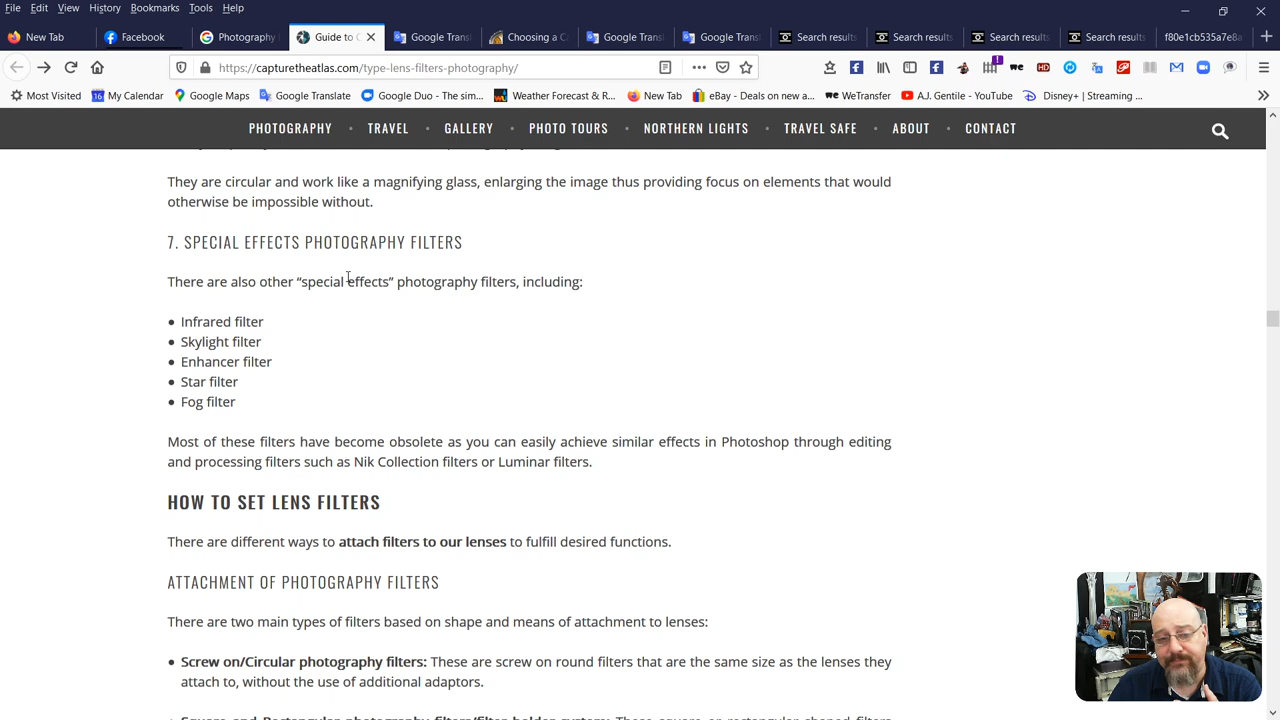 File Edit View History Bookmarks Tools Help
New Tab
Facebook
Photography
Guide to C
Google Trans
Choosing a C
Google Trans
Google Trans
Search results
Search results
Search results
Search results
f80e1cb535a7e8a
https://capturetheatlas.com/type-lens-filters-photography/
Most Visited My Calendar Google Maps Google Translate Google Duo - The sim... Weather Forecast & R... New Tab eBay - Deals on new a... WeTransfer A.J. Gentile - YouTube Disney+ | Streaming ...
PHOTOGRAPHY • TRAVEL • GALLERY • PHOTO TOURS • NORTHERN LIGHTS • TRAVEL SAFE • ABOUT • CONTACT
They are circular and work like a magnifying glass, enlarging the image thus providing focus on elements that would
otherwise be impossible without.
7. SPECIAL EFFECTS PHOTOGRAPHY FILTERS
There are also other “special effects” photography filters, including:
• Infrared filter
• Skylight filter
• Enhancer filter
• Star filter
• Fog filter
Most of these filters have become obsolete as you can easily achieve similar effects in Photoshop through editing
and processing filters such as Nik Collection filters or Luminar filters.
HOW TO SET LENS FILTERS
There are different ways to attach filters to our lenses to fulfill desired functions.
ATTACHMENT OF PHOTOGRAPHY FILTERS
There are two main types of filters based on shape and means of attachment to lenses:
• Screw on/Circular photography filters: These are screw on round filters that are the same size as the lenses they
attach to, without the use of additional adaptors.